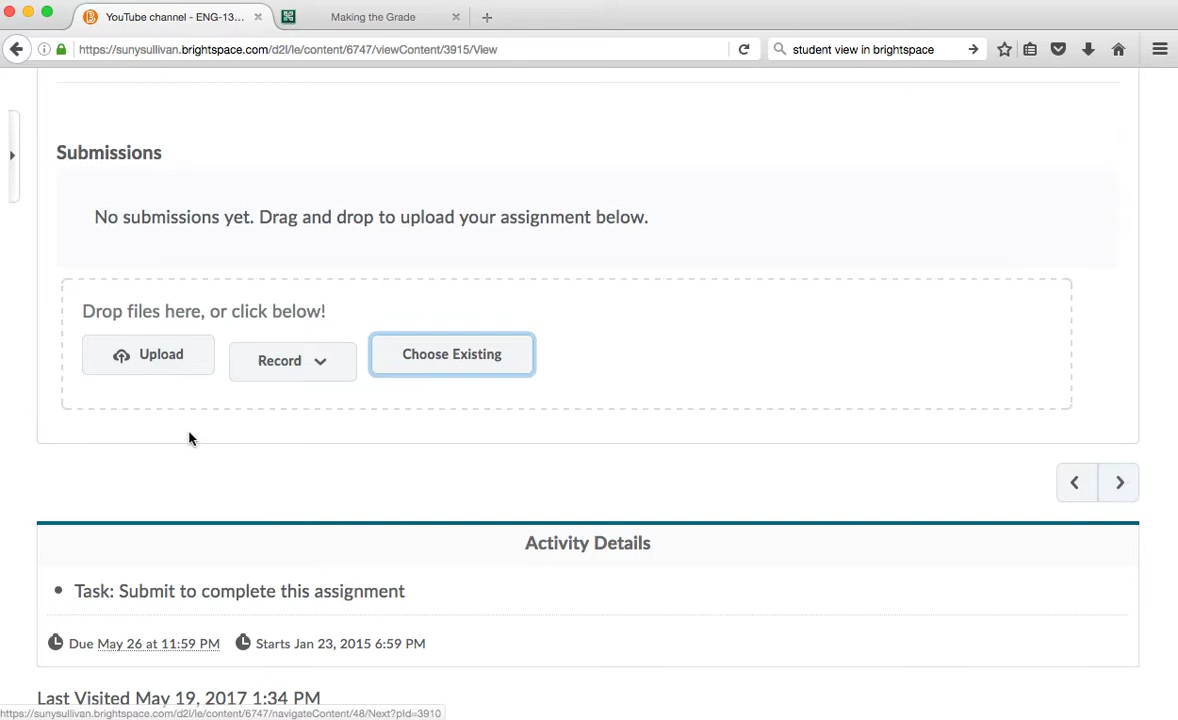 YouTube channel - ENG-13...
Making the Grade
https://sunysullivan.brightspace.com/d2l/le/content/6747/viewContent/3915/View
student view in brightspace
Submissions
No submissions yet. Drag and drop to upload your assignment below.
Drop files here, or click below!
Upload
Record
Choose Existing
Activity Details
Task: Submit to complete this assignment
Due May 26 at 11:59 PM
Starts Jan 23, 2015 6:59 PM
Last Visited May 19, 2017 1:34 PM
https://sunysullivan.brightspace.com/d2l/le/content/6747/navigateContent/48/Next?pId=3910